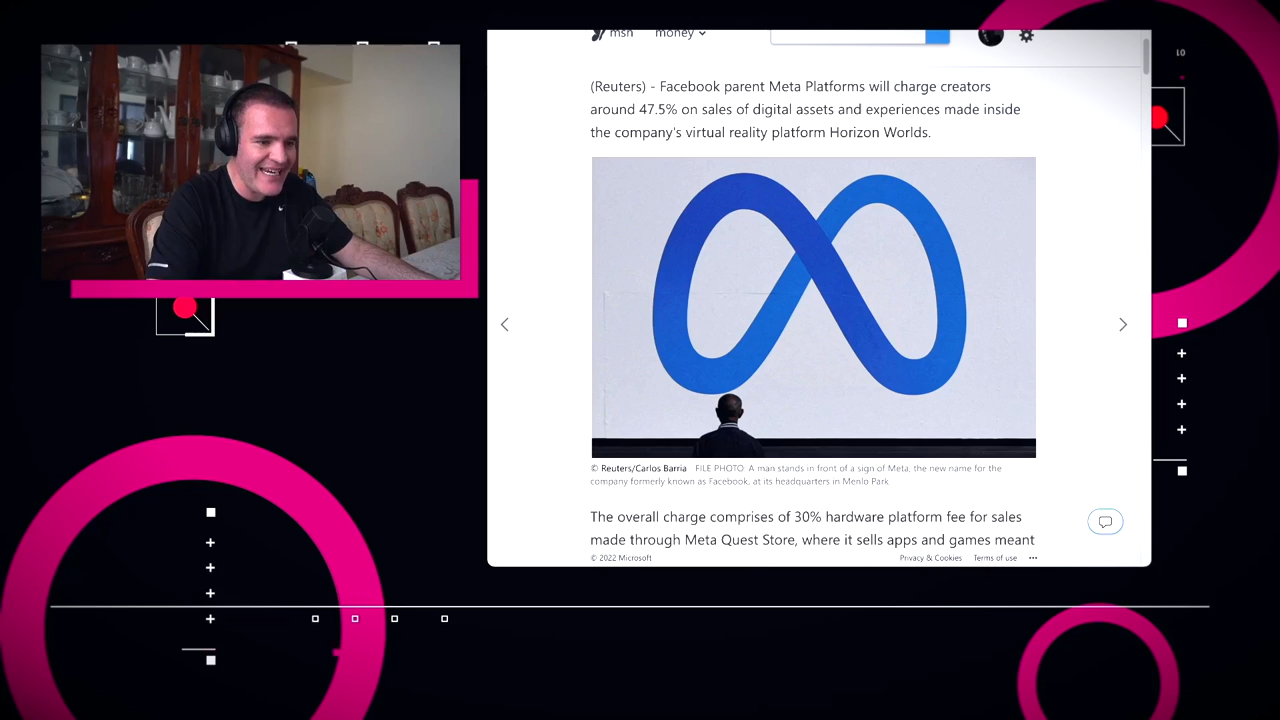 msn money
10
(Reuters) - Facebook parent Meta Platforms will charge creators
around 47.5% on sales of digital assets and experiences made inside
the company's virtual reality platform Horizon Worlds.
© Reuters/Carlos Barria FILE PHOTO: A man stands in front of a sign of Meta, the new name for the
company formerly known as Facebook, at its headquarters in Menlo Park
The overall charge comprises of 30% hardware platform fee for sales
made through Meta Quest Store, where it sells apps and games meant
© 2022 Microsoft Privacy & Cookies Terms of use